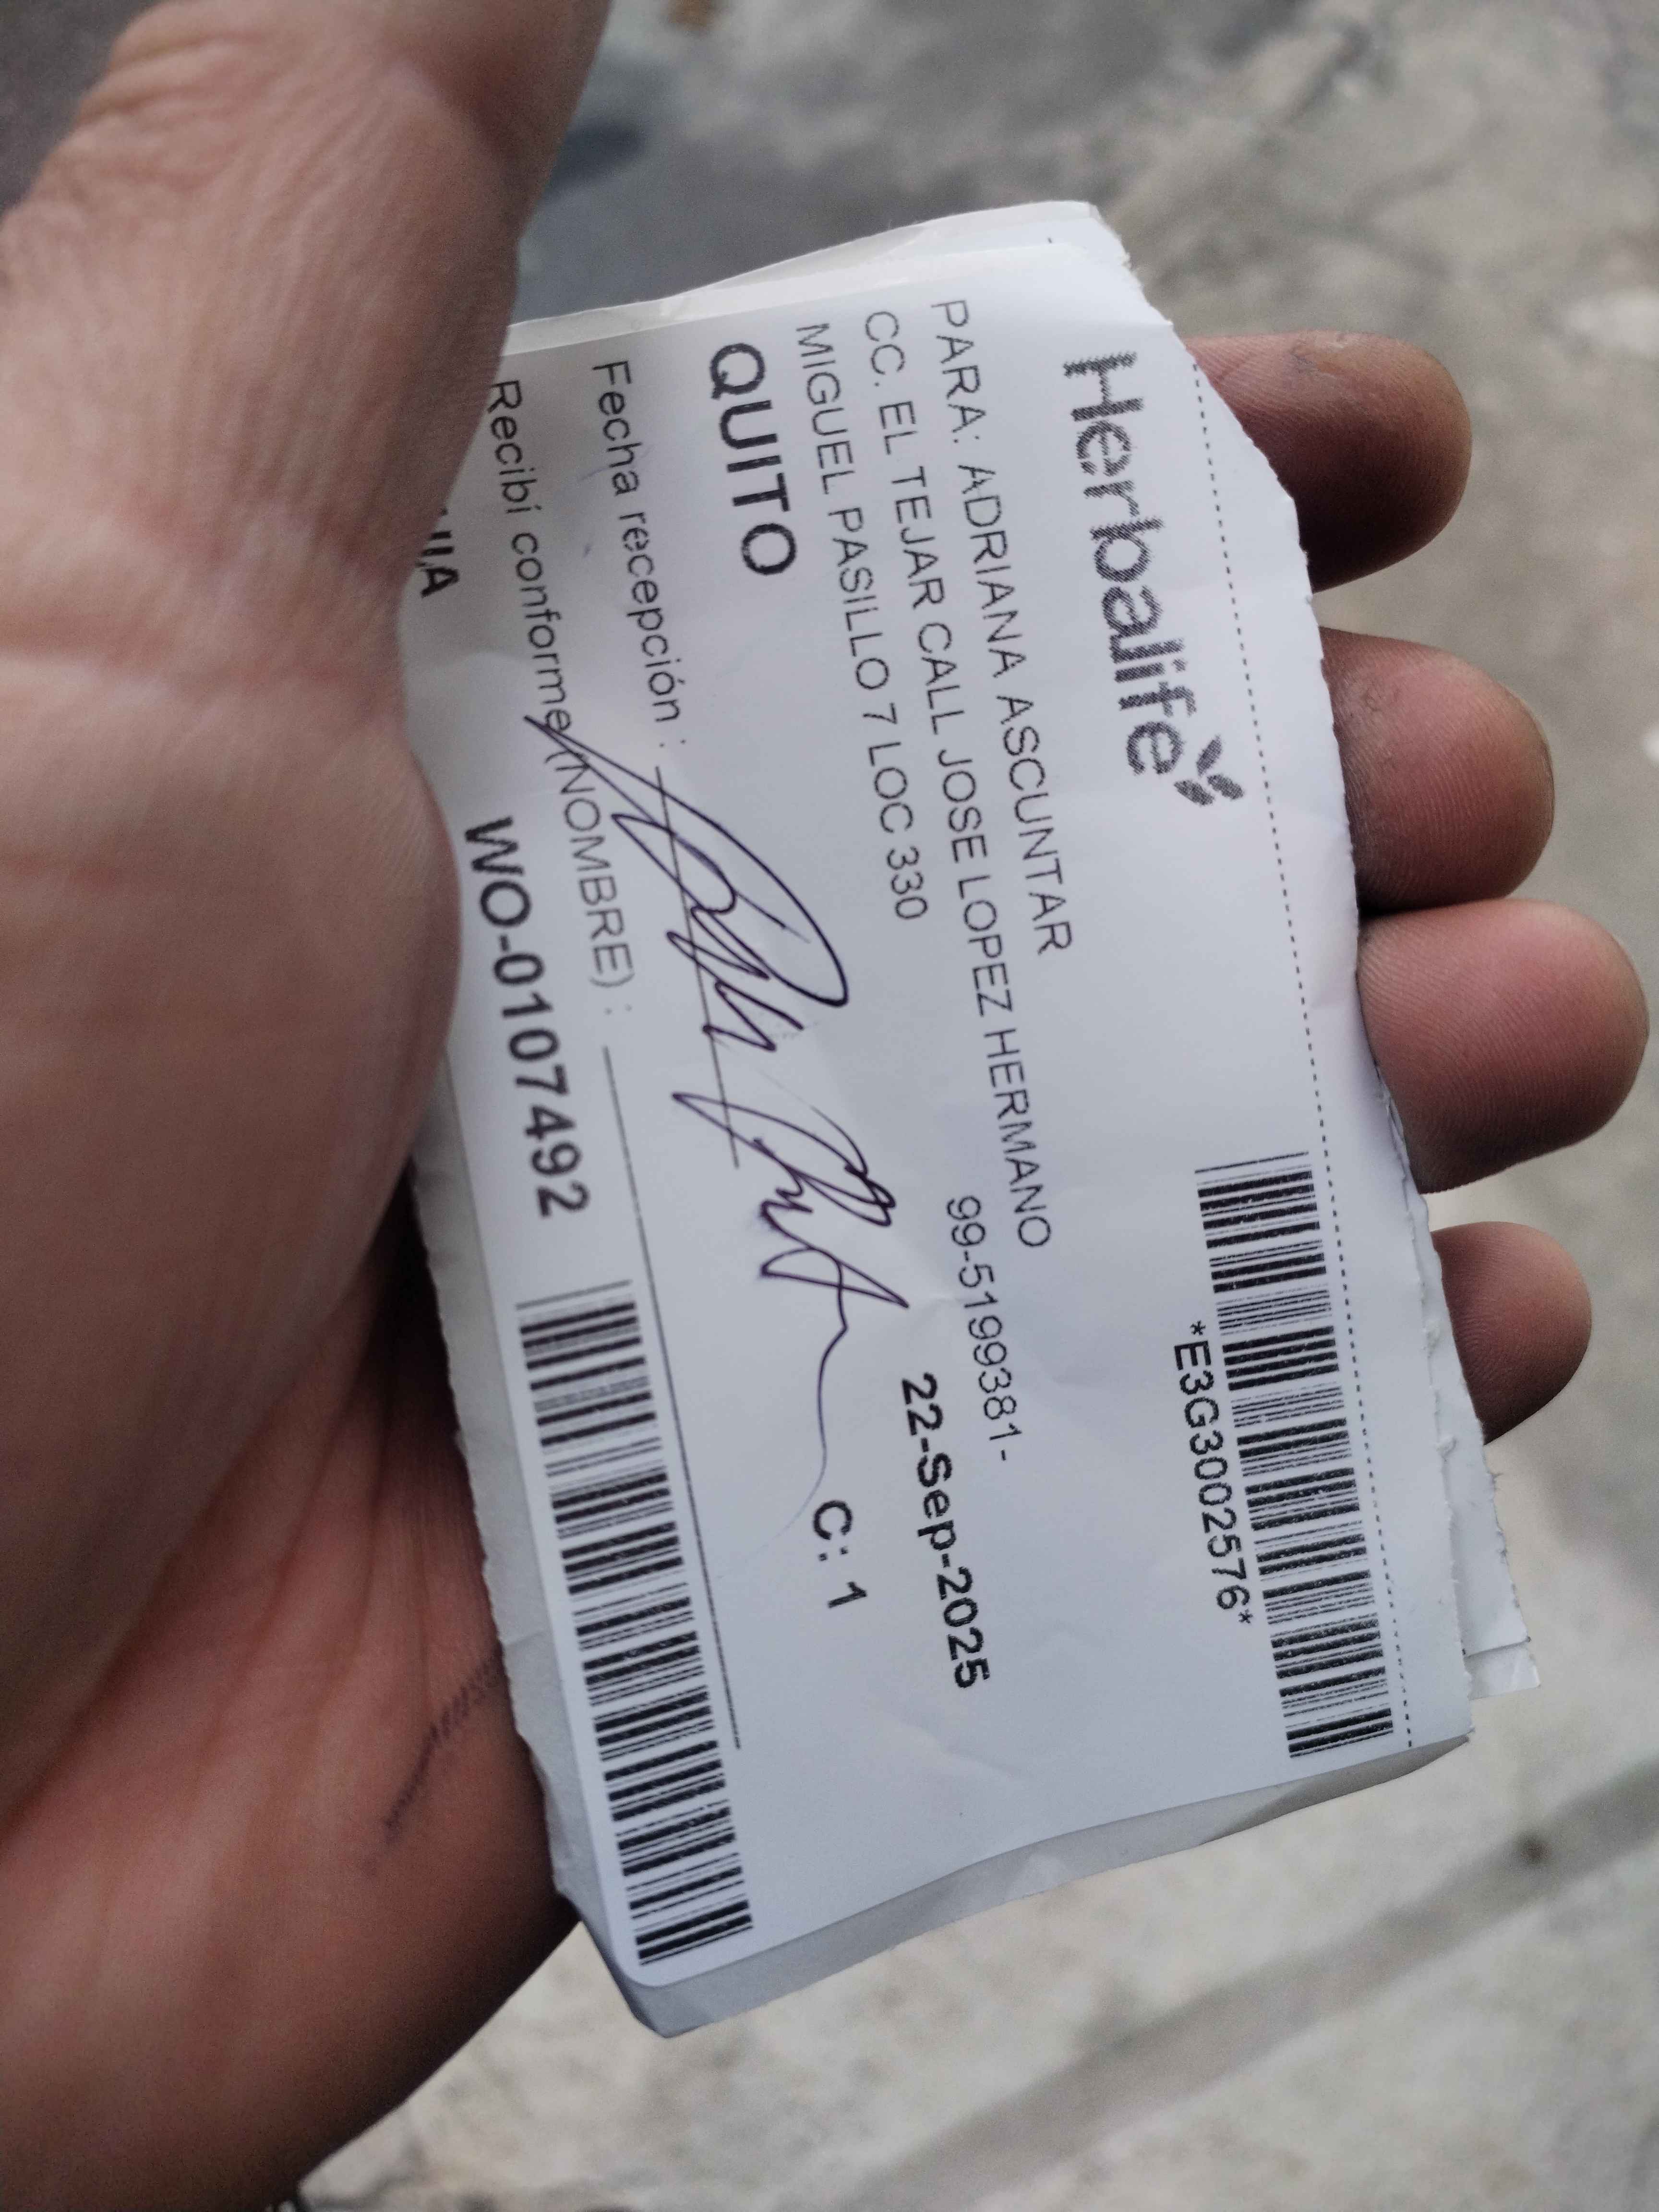 Herbalife
*E3G3002576*
PARA: ADRIANA ASCUNTAR
CC. EL TEJAR CALL JOSE LOPEZ HERMANO
MIGUEL PASILLO 7 LOC 330
99-5199381-
QUITO
22-Sep-2025
C: 1
Fecha recepción :
Recibí conforme(NOMBRE) :
WO-0107492